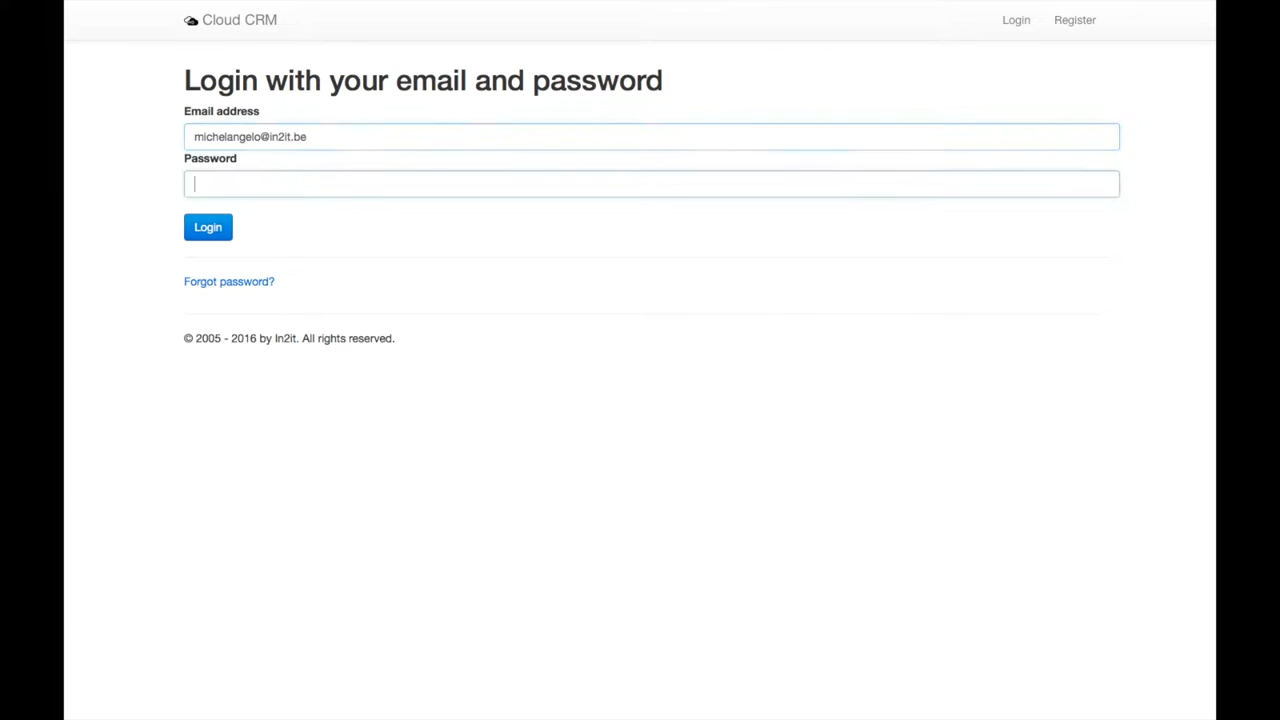 Cloud CRM
Login
Register
Login with your email and password
Email address
michelangelo@in2it.be
Password
Login
Forgot password?
© 2005 - 2016 by In2it. All rights reserved.